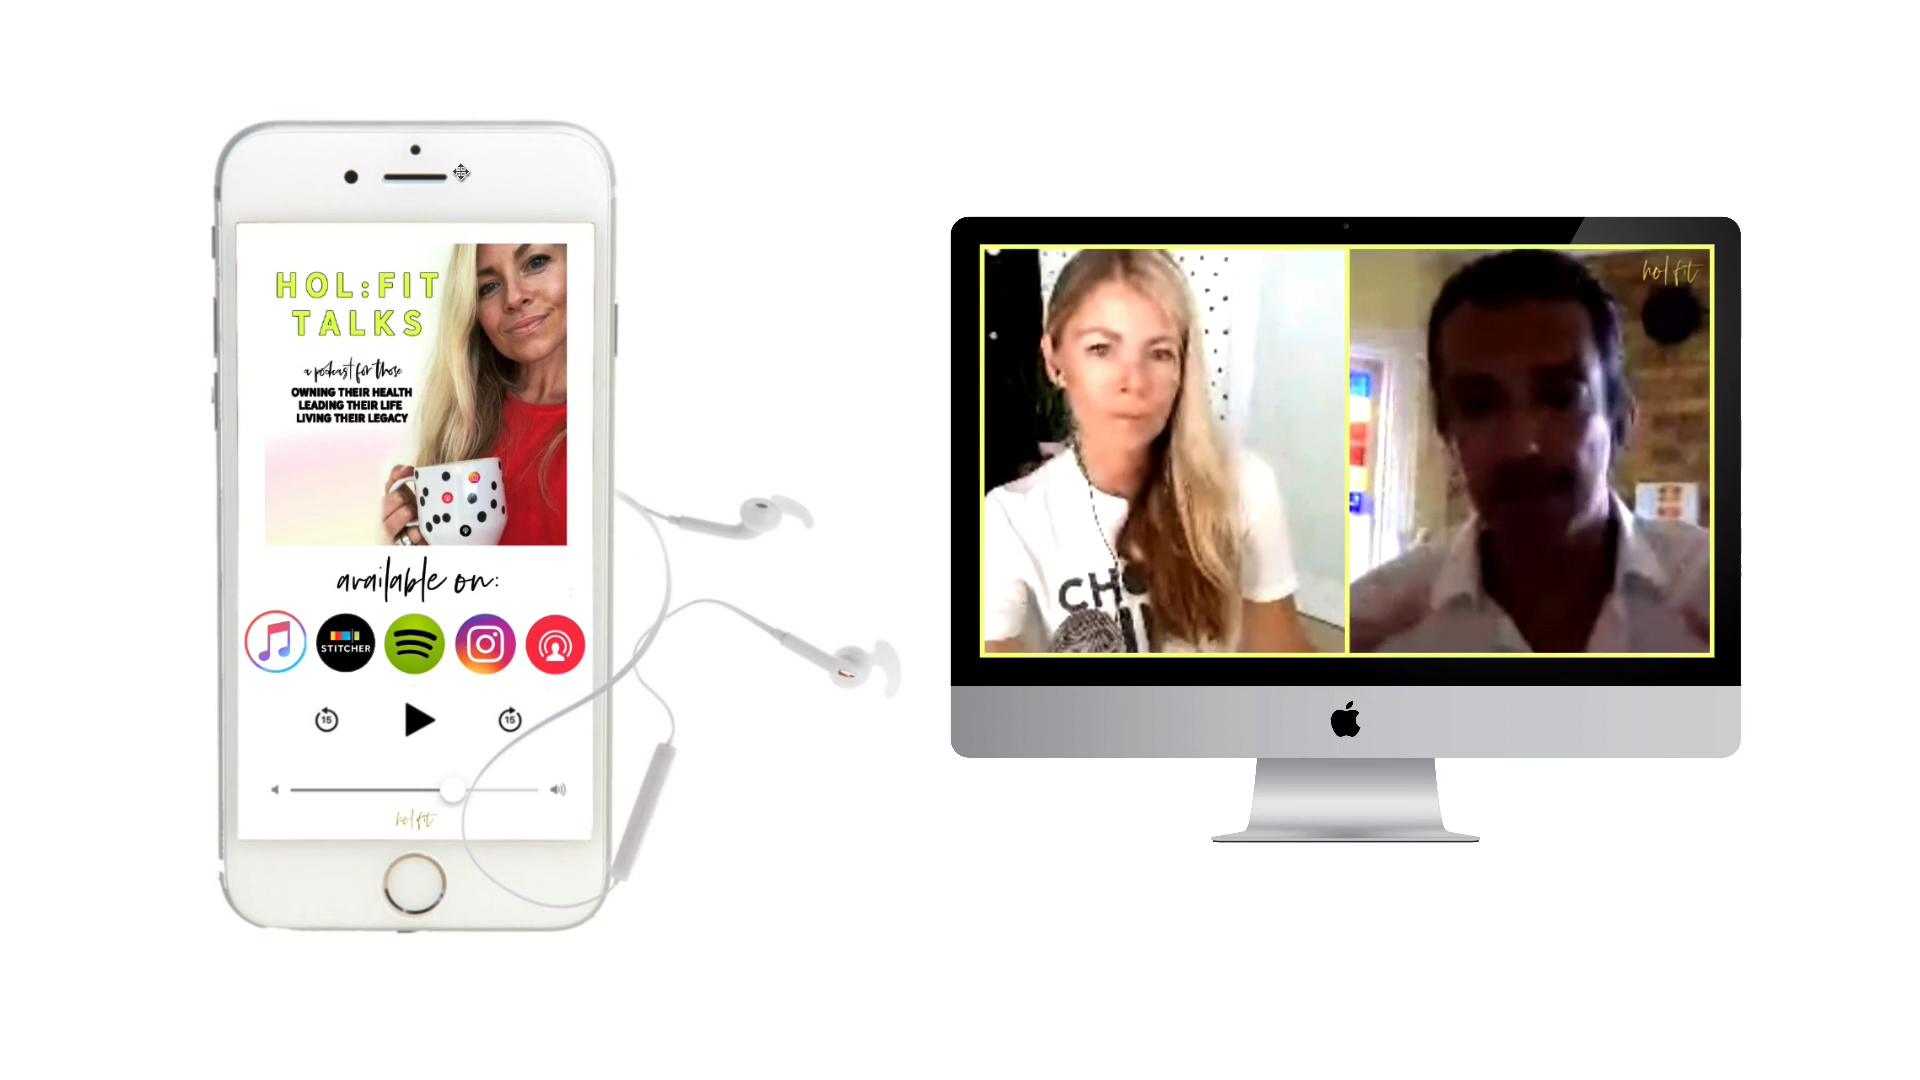 HOL:FIT
TALKS
a podcast for those
OWNING THEIR HEALTH
LEADING THEIR LIFE
LIVING THEIR LEGACY
available on:
STITCHER
15
15
hol fit
hol fit
CH